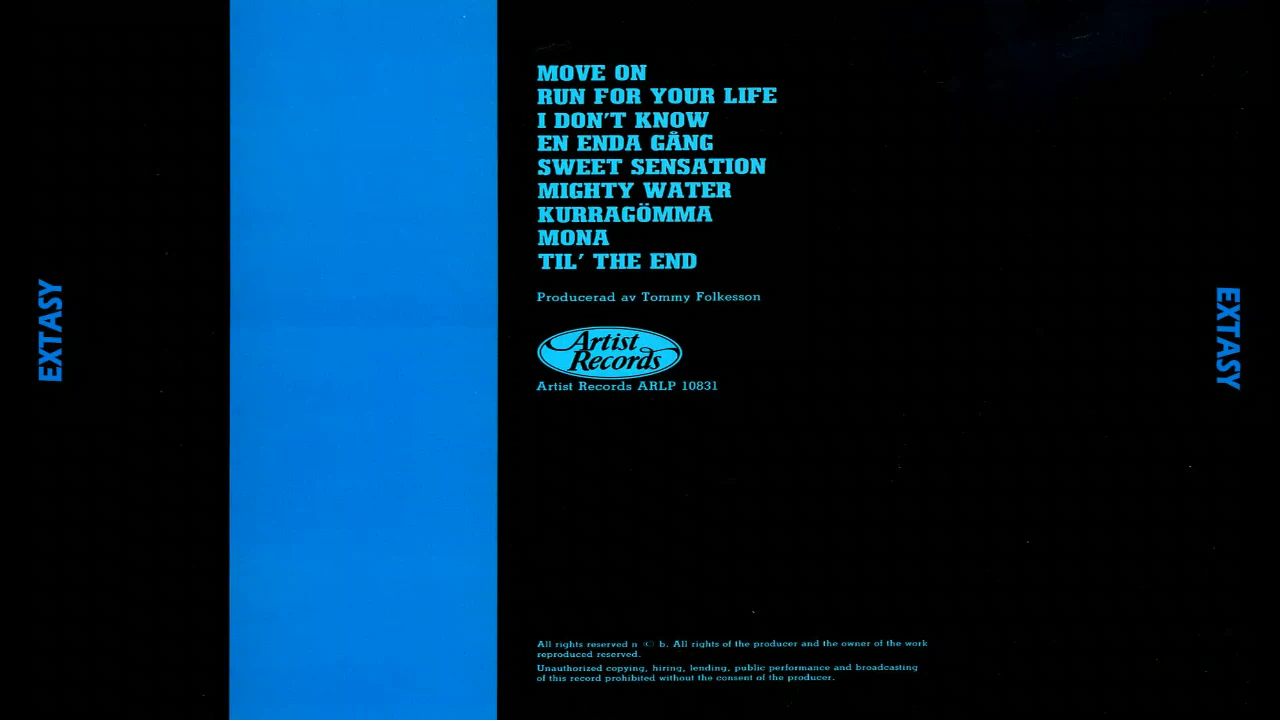 EXTASY
MOVE ON
RUN FOR YOUR LIFE
I DON'T KNOW
EN ENDA GÅNG
SWEET SENSATION
MIGHTY WATER
KURRAGÖMMA
MONA
TIL' THE END
Producerad av Tommy Folkesson
Artist
Records
Artist Records ARLP 10831
All rights reserved n © b. All rights of the producer and the owner of the work
reproduced reserved.
Unauthorized copying, hiring, lending, public performance and broadcasting
of this record prohibited without the consent of the producer.
EXTASY